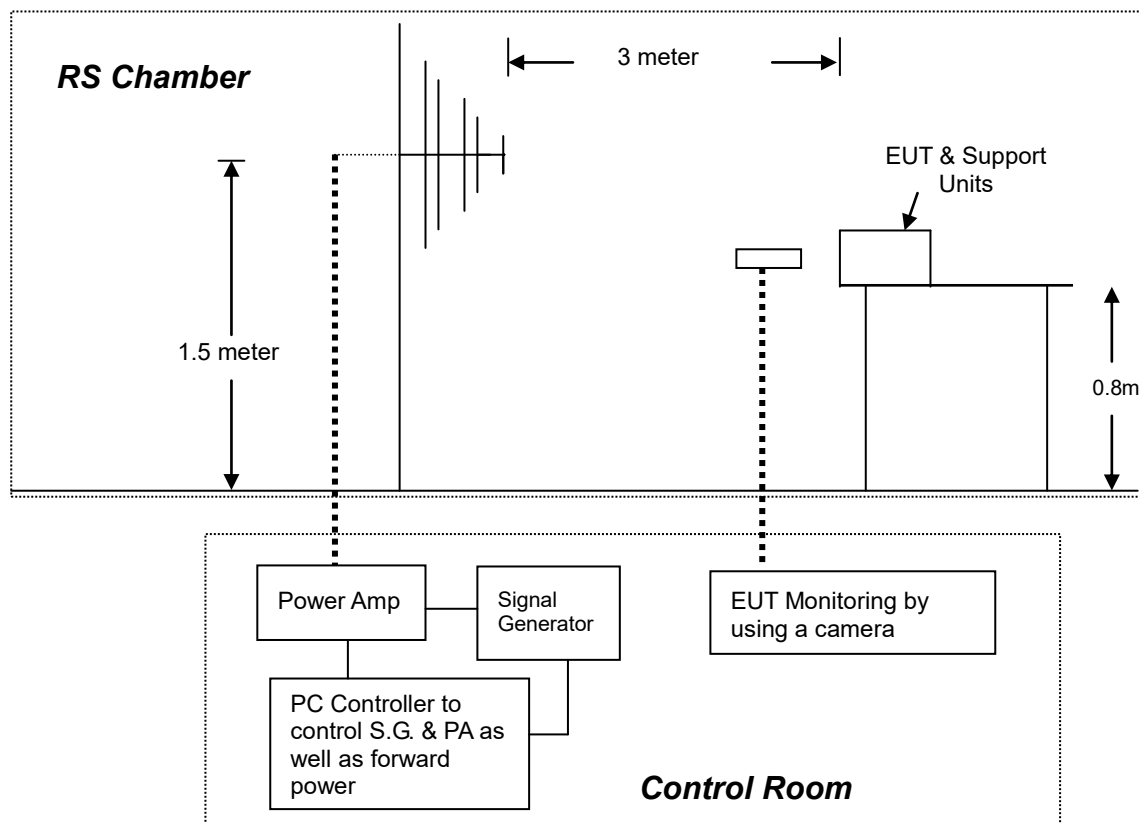 RS Chamber
3 meter
EUT & Support
Units
1.5 meter
0.8m
Power Amp
Signal
Generator
EUT Monitoring by
using a camera
PC Controller to
control S.G. & PA as
well as forward
power
Control Room